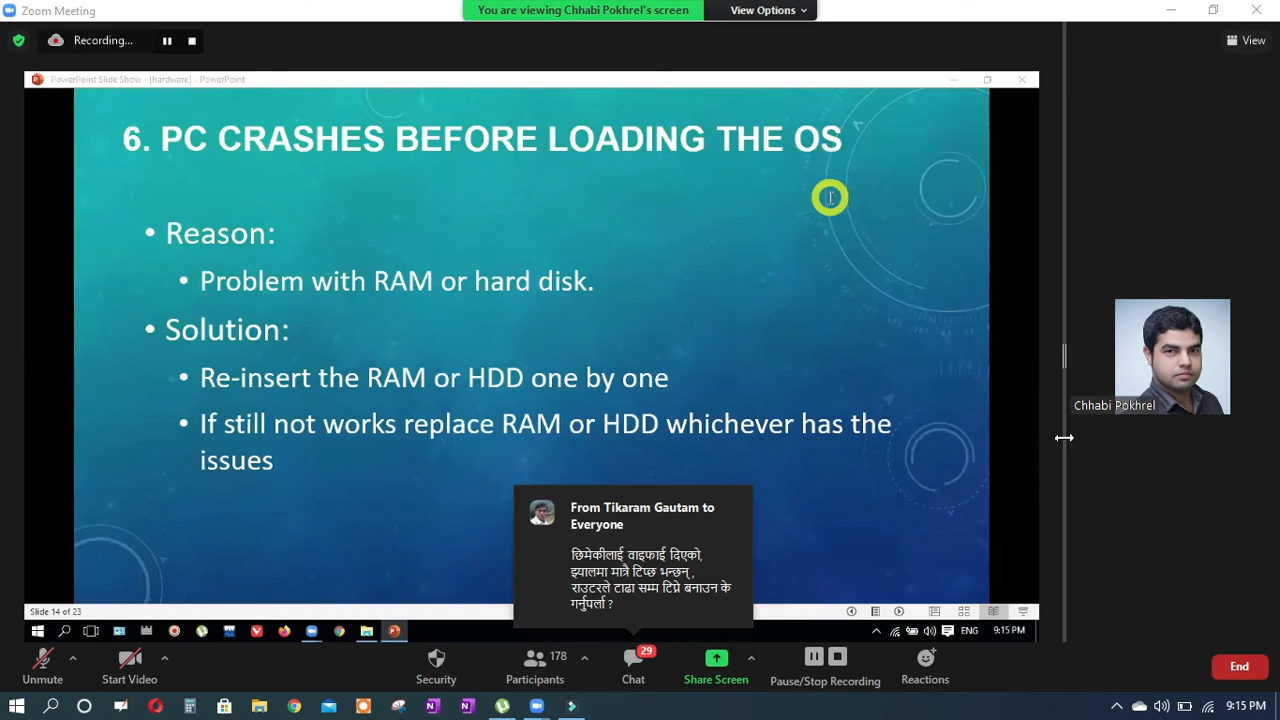 Zoom Meeting
You are viewing Chhabi Pokhrel's screen
View Options
Recording...
View
PowerPoint Slide Show - [hardware] - PowerPoint
6. PC CRASHES BEFORE LOADING THE OS
• Reason:
• Problem with RAM or hard disk.
• Solution:
• Re-insert the RAM or HDD one by one
• If still not works replace RAM or HDD whichever has the
issues
Chhabi Pokhrel
From Tikaram Gautam to
Everyone
छिमेकीलाई वाइफाई दिएको,
झ्यालमा मात्रै टिप्छ भन्छन् ,
राउटरले टाढा सम्म टिप्ने बनाउन के
गर्नुपर्ला ?
Slide 14 of 23
ENG
9:15 PM
Unmute
Start Video
Security
178
Participants
29
Chat
Share Screen
Pause/Stop Recording
Reactions
End
9:15 PM